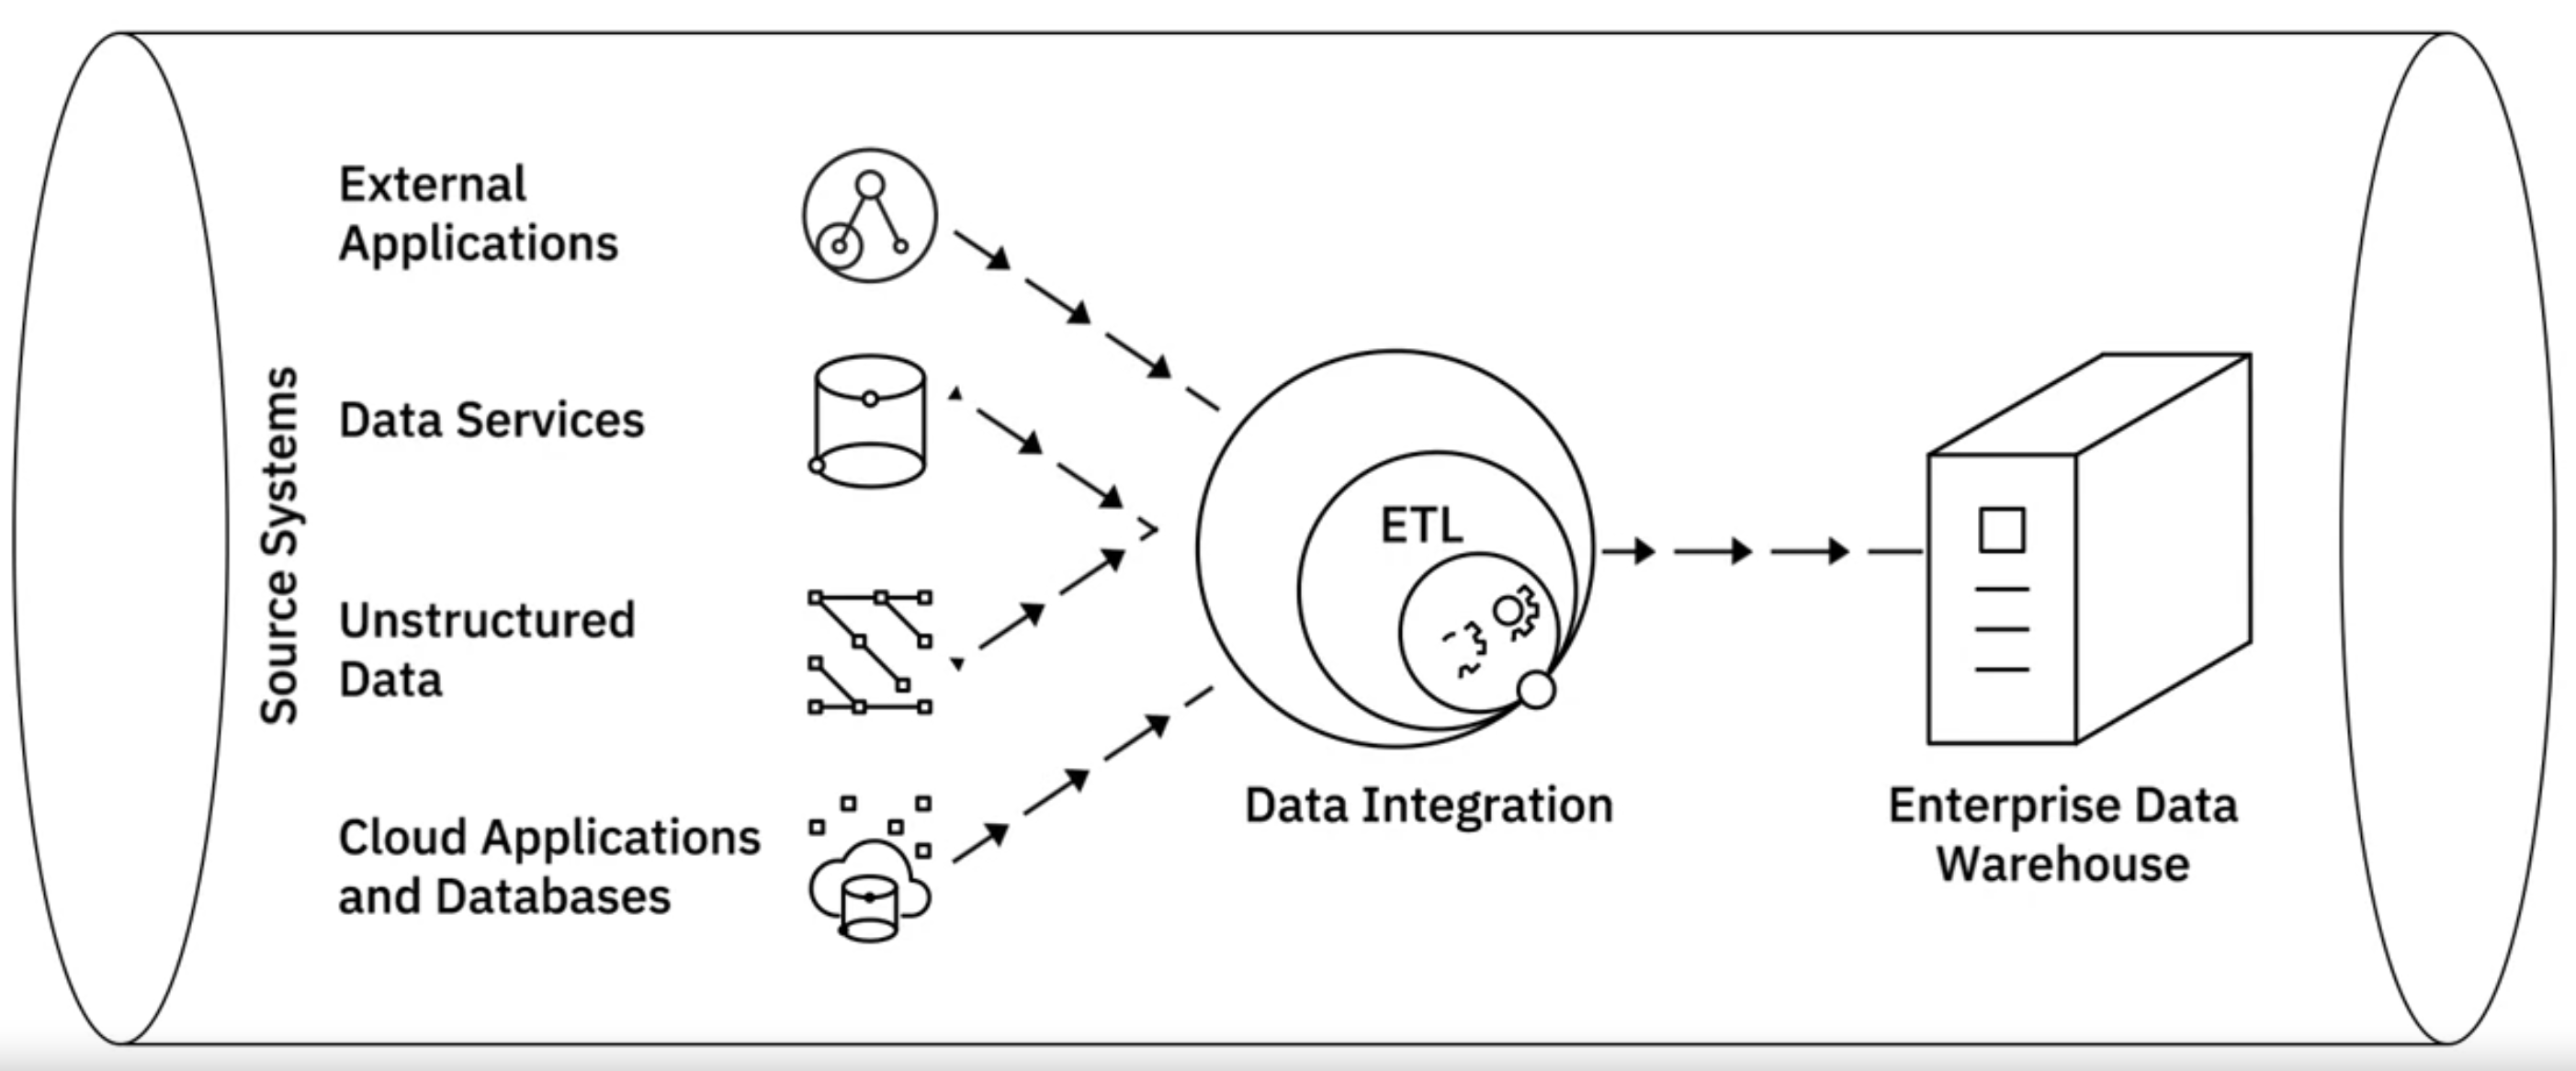 Source Systems
External
Applications
Data Services
Unstructured
Data
Cloud Applications
and Databases
ETL
Data Integration
Enterprise Data
Warehouse